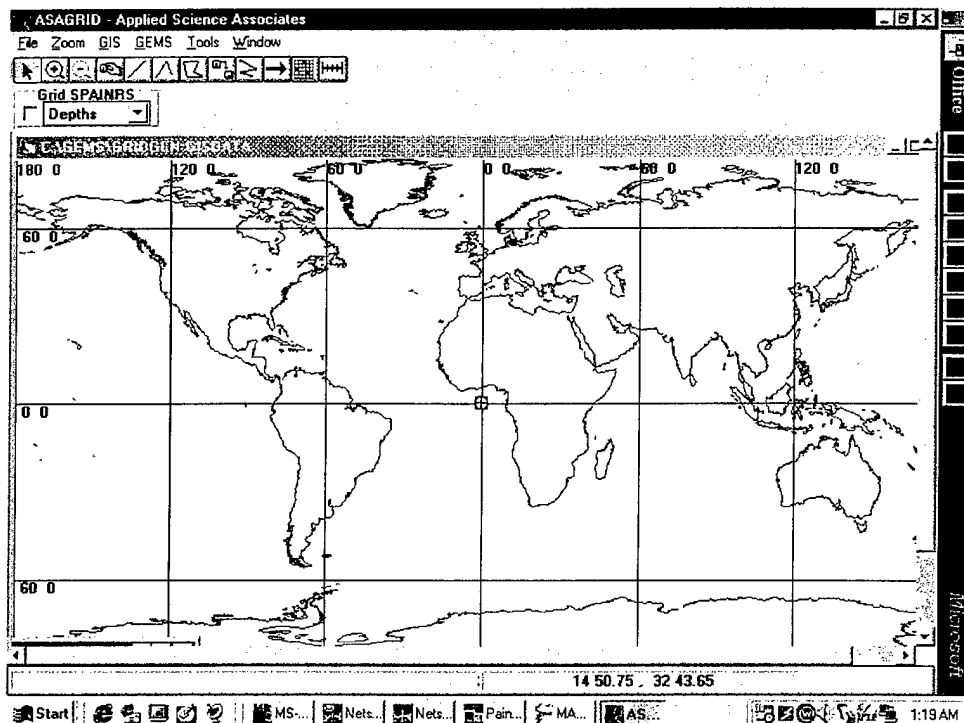 ASAGRID - Applied Science Associates
File Zoom GIS GEMS Tools Window
Grid SPAINRS
Depths
180 0 120 0 60 0 0 0 120 0
60 0
0 0
60 0
14 50.75 , 32 43.65
Start MS-... Nets... Nets... Pain... MA... AS... 1:19 AM
Office
Microsoft